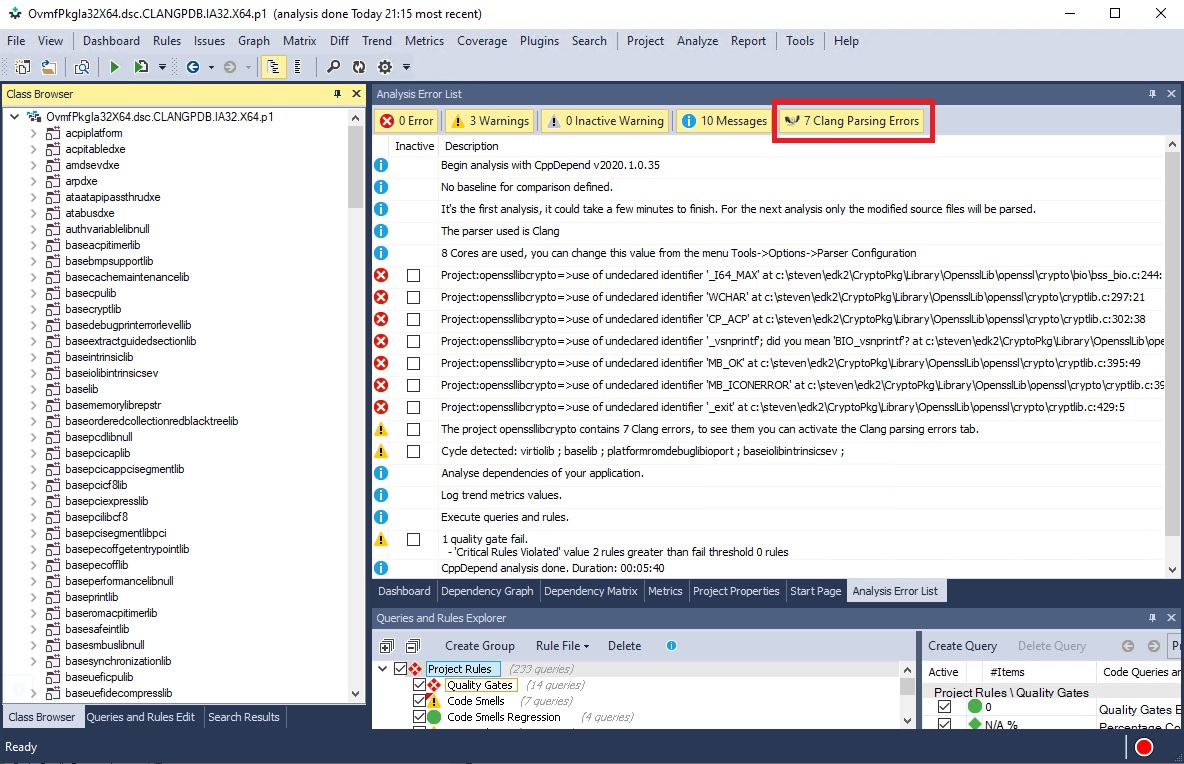 OvmfPkgIa32X64.dsc.CLANGPDB.IA32.X64.p1 (analysis done Today 21:15 most recent)
File View Dashboard Rules Issues Graph Matrix Diff Trend Metrics Coverage Plugins Search Project Analyze Report Tools Help
Class Browser
OvmfPkgIa32X64.dsc.CLANGPDB.IA32.X64.p1
acpiplatform
acpitabledxe
amdsevdxe
arpdxe
ataatapipassthrudxe
atabusdxe
authvariablelibnull
baseacpitimerlib
basebmpsupportlib
basecachemaintenancelib
basecpulib
basecryptlib
basedebugprinterrorlevellib
baseextractguidedsectionlib
baseintrinsiclib
baseiolibintrinsicsev
baselib
basememorylibrepstr
baseorderedcollectionredblacktreelib
basepcdlibnull
basepcicaplib
basepcicappcisegmentlib
basepcicf8lib
basepciexpresslib
basepcilibcf8
basepcisegmentlibpci
basepecoffgetentrypointlib
basepecofflib
baseperformancelibnull
baseprintlib
baseromacpitimerlib
basesafeintlib
basesmbuslibnull
basesynchronizationlib
baseueficpulib
baseuefidecompresslib
Class Browser Queries and Rules Edit Search Results
Analysis Error List
0 Error 3 Warnings 0 Inactive Warning 10 Messages 7 Clang Parsing Errors
Inactive Description
Begin analysis with CppDepend v2020.1.0.35
No baseline for comparison defined.
It's the first analysis, it could take a few minutes to finish. For the next analysis only the modified source files will be parsed.
The parser used is Clang
8 Cores are used, you can change this value from the menu Tools->Options->Parser Configuration
Project:openssllibcrypto=>use of undeclared identifier '_I64_MAX' at c:\steven\edk2\CryptoPkg\Library\OpensslLib\openssl\crypto\bio\bss_bio.c:244:
Project:openssllibcrypto=>use of undeclared identifier 'WCHAR' at c:\steven\edk2\CryptoPkg\Library\OpensslLib\openssl\crypto\cryptlib.c:297:21
Project:openssllibcrypto=>use of undeclared identifier 'CP_ACP' at c:\steven\edk2\CryptoPkg\Library\OpensslLib\openssl\crypto\cryptlib.c:302:38
Project:openssllibcrypto=>use of undeclared identifier '_vsnprintf'; did you mean 'BIO_vsnprintf'? at c:\steven\edk2\CryptoPkg\Library\OpensslLib\ope
Project:openssllibcrypto=>use of undeclared identifier 'MB_OK' at c:\steven\edk2\CryptoPkg\Library\OpensslLib\openssl\crypto\cryptlib.c:395:49
Project:openssllibcrypto=>use of undeclared identifier 'MB_ICONERROR' at c:\steven\edk2\CryptoPkg\Library\OpensslLib\openssl\crypto\cryptlib.c:39
Project:openssllibcrypto=>use of undeclared identifier '_exit' at c:\steven\edk2\CryptoPkg\Library\OpensslLib\openssl\crypto\cryptlib.c:429:5
The project openssllibcrypto contains 7 Clang errors, to see them you can activate the Clang parsing errors tab.
Cycle detected: virtiolib ; baselib ; platformromdebuglibioport ; baseiolibintrinsicsev ;
Analyse dependencies of your application.
Log trend metrics values.
Execute queries and rules.
1 quality gate fail.
- 'Critical Rules Violated' value 2 rules greater than fail threshold 0 rules
CppDepend analysis done. Duration: 00:05:40
Dashboard Dependency Graph Dependency Matrix Metrics Project Properties Start Page Analysis Error List
Queries and Rules Explorer
Create Group Rule File Delete
Project Rules (233 queries)
Quality Gates (14 queries)
Code Smells (7 queries)
Code Smells Regression (4 queries)
Create Query Delete Query
Active #Items Code Queries and
Project Rules \ Quality Gates
0 Quality Gates E
N/A % Percentage Co
Ready